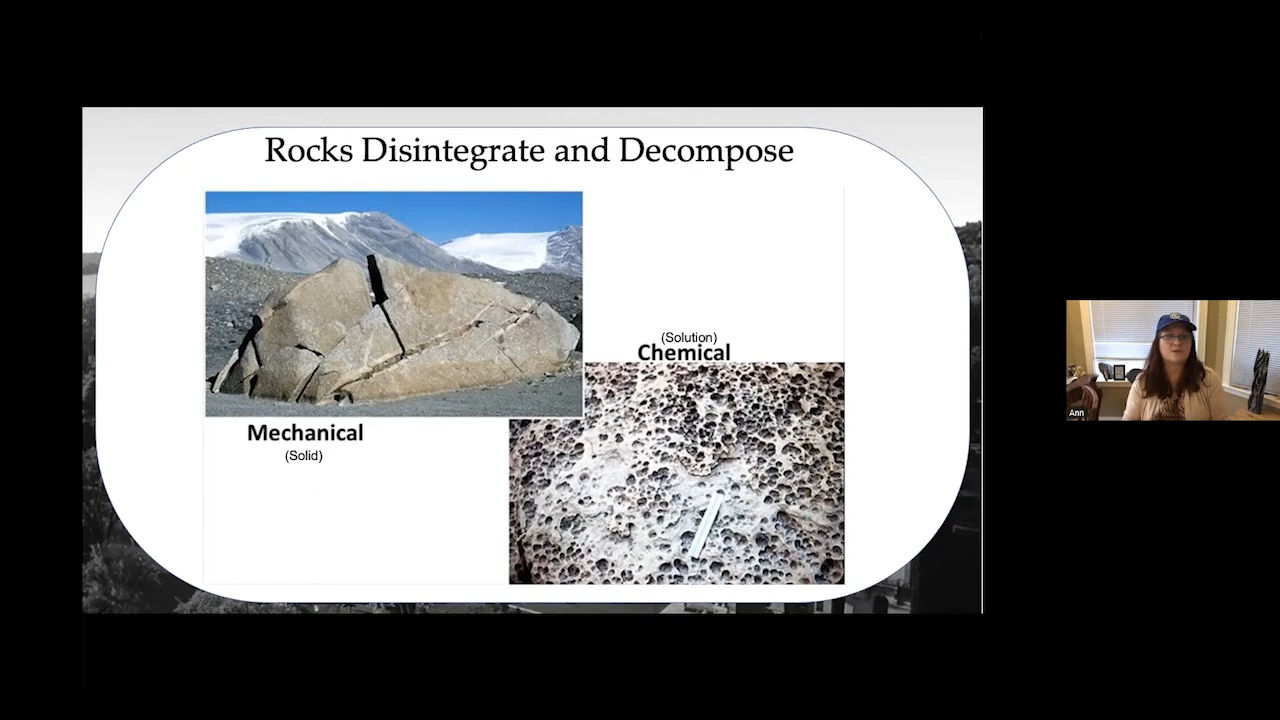 Rocks Disintegrate and Decompose
(Solution)
Chemical
Mechanical
(Solid)
Ann